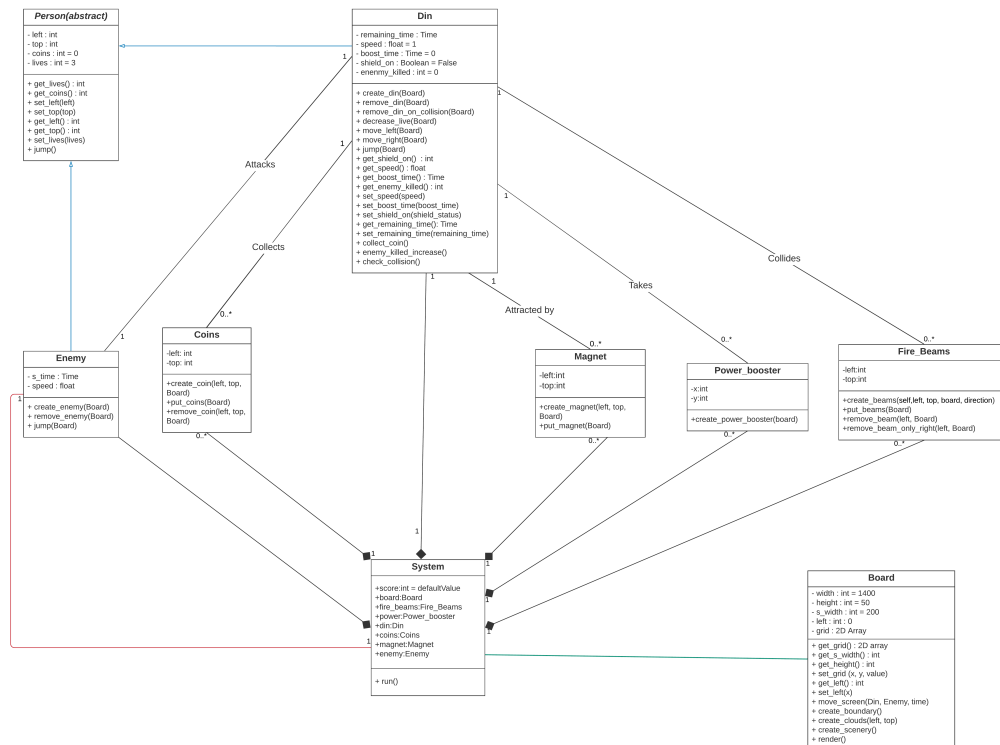 Person(abstract)
- left : int
- top : int
- coins : int = 0
- lives : int = 3
+ get_lives() : int
+ get_coins() : int
+ set_left(left)
+ set_top(top)
+ get_left() : int
+ get_top() : int
+ set_lives(lives)
+ jump()
Din
- remaining_time : Time
- speed : float = 1
- boost_time : Time = 0
- shield_on : Boolean = False
- enenmy_killed : int = 0
+ create_din(Board)
+ remove_din(Board)
+ remove_din_on_collision(Board)
+ decrease_live(Board)
+ move_left(Board)
+ move_right(Board)
+ jump(Board)
+ get_shield_on() : int
+ get_speed() : float
+ get_boost_time() : Time
+ get_enemy_killed() : int
+ set_speed(speed)
+ set_boost_time(boost_time)
+ set_shield_on(shield_status)
+ get_remaining_time(): Time
+ set_remaining_time(remaining_time)
+ collect_coin()
+ enemy_killed_increase()
+ check_collision()
1
1
1
1
1
1
Attacks
Collects
Attracted by
Takes
Collides
1
0..*
0..*
0..*
0..*
Enemy
- s_time : Time
- speed : float
+ create_enemy(Board)
+ remove_enemy(Board)
+ jump(Board)
1
Coins
-left: int
-top: int
+create_coin(left, top,
Board)
+put_coins(Board)
+remove_coin(left, top,
Board)
0..*
Magnet
-left:int
-top:int
+create_magnet(left, top,
Board)
+put_magnet(Board)
0..*
Power_booster
-x:int
-y:int
+create_power_booster(board)
0..*
Fire_Beams
-left:int
-top:int
+create_beams(self,left, top, board, direction)
+put_beams(Board)
+remove_beam(left, Board)
+remove_beam_only_right(left, Board)
0..*
1
1
1
1
1
1
System
+score:int = defaultValue
+board:Board
+fire_beams:Fire_Beams
+power:Power_booster
+din:Din
+coins:Coins
+magnet:Magnet
+enemy:Enemy
+ run()
Board
- width : int = 1400
- height : int = 50
- s_width : int = 200
- left : int : 0
- grid : 2D Array
+ get_grid() : 2D array
+ get_s_width() : int
+ get_height() : int
+ set_grid (x, y, value)
+ get_left() : int
+ set_left(x)
+ move_screen(Din, Enemy, time)
+ create_boundary()
+ create_clouds(left, top)
+ create_scenery()
+ render()